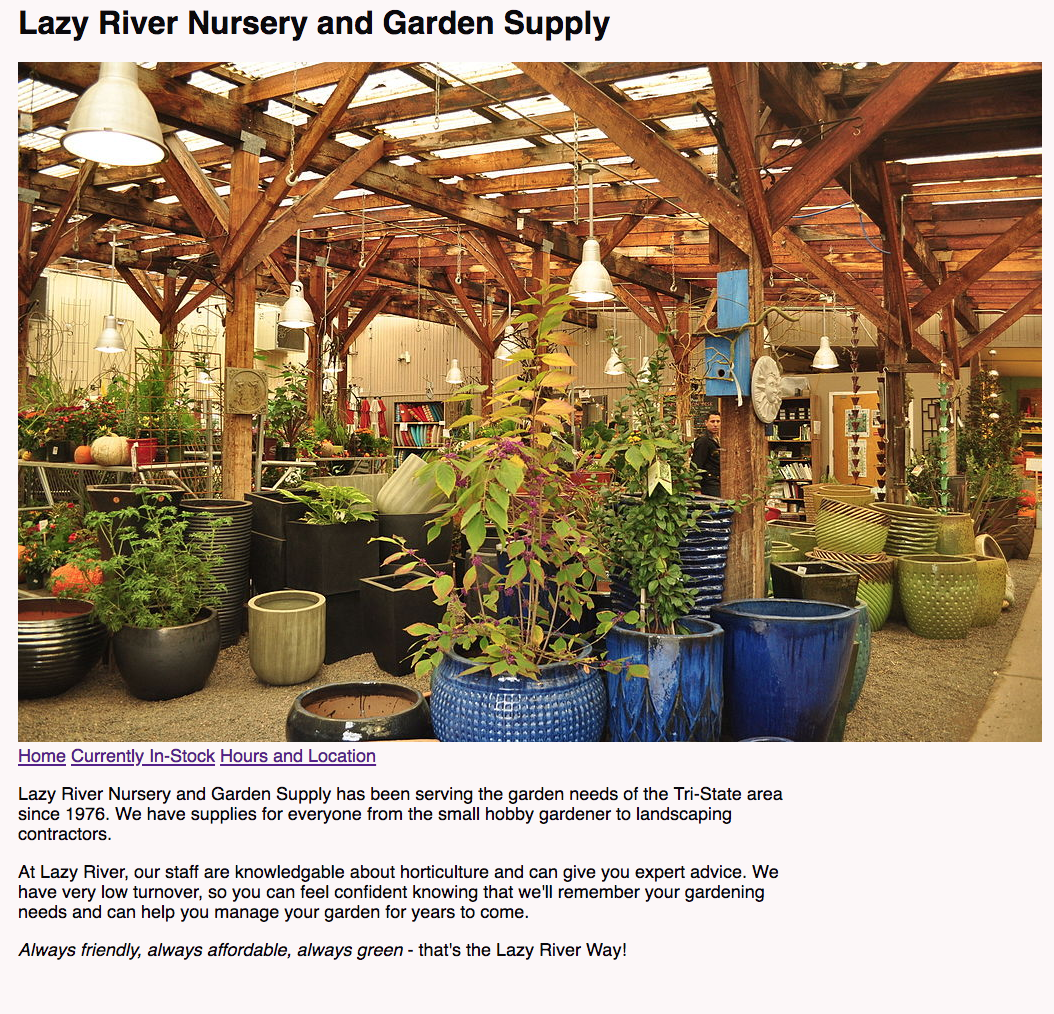 Lazy River Nursery and Garden Supply
Home Currently In-Stock Hours and Location
Lazy River Nursery and Garden Supply has been serving the garden needs of the Tri-State area
since 1976. We have supplies for everyone from the small hobby gardener to landscaping
contractors.
At Lazy River, our staff are knowledgable about horticulture and can give you expert advice. We
have very low turnover, so you can feel confident knowing that we'll remember your gardening
needs and can help you manage your garden for years to come.
Always friendly, always affordable, always green - that's the Lazy River Way!